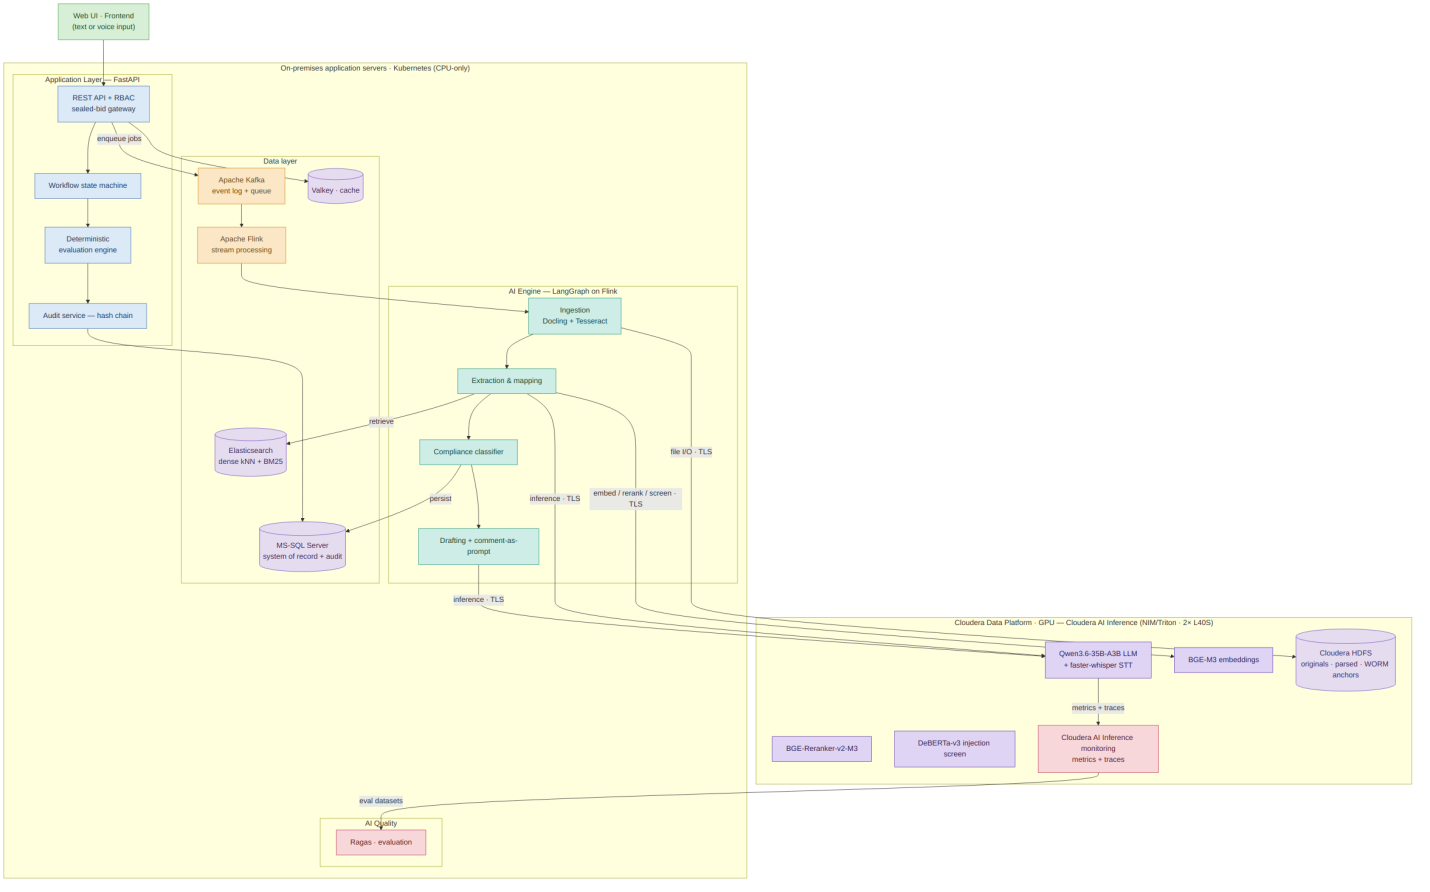 Web UI · Frontend
(text or voice input)
On-premises application servers · Kubernetes (CPU-only)
Application Layer — FastAPI
REST API + RBAC
sealed-bid gateway
enqueue jobs
Workflow state machine
Deterministic
evaluation engine
Audit service — hash chain
Data layer
Apache Kafka
event log + queue
Valkey · cache
Apache Flink
stream processing
AI Engine — LangGraph on Flink
Ingestion
Docling + Tesseract
Extraction & mapping
retrieve
Elasticsearch
dense kNN + BM25
Compliance classifier
file I/O · TLS
persist
inference · TLS
embed / rerank / screen ·
TLS
MS-SQL Server
system of record + audit
Drafting + comment-as-
prompt
inference · TLS
Cloudera Data Platform · GPU — Cloudera AI Inference (NIM/Triton · 2× L40S)
Qwen3.6-35B-A3B LLM
+ faster-whisper STT
BGE-M3 embeddings
Cloudera HDFS
originals · parsed · WORM
anchors
metrics + traces
BGE-Reranker-v2-M3
DeBERTa-v3 injection
screen
Cloudera AI Inference
monitoring
metrics + traces
eval datasets
AI Quality
Ragas · evaluation